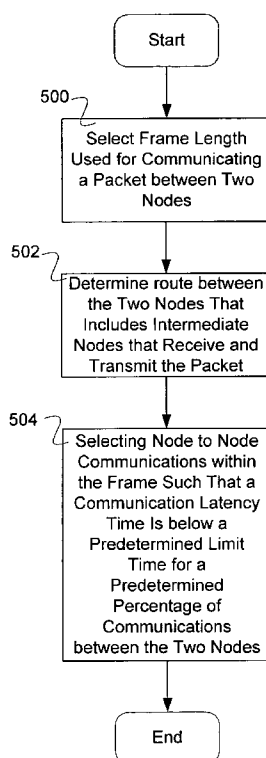 Start
500
Select Frame Length
Used for Communicating
a Packet between Two
Nodes
502
Determine route between
the Two Nodes That
Includes Intermediate
Nodes that Receive and
Transmit the Packet
504
Selecting Node to Node
Communications within
the Frame Such That a
Communication Latency
Time Is below a
Predetermined Limit
Time for a
Predetermined
Percentage of
Communications
between the Two Nodes
End